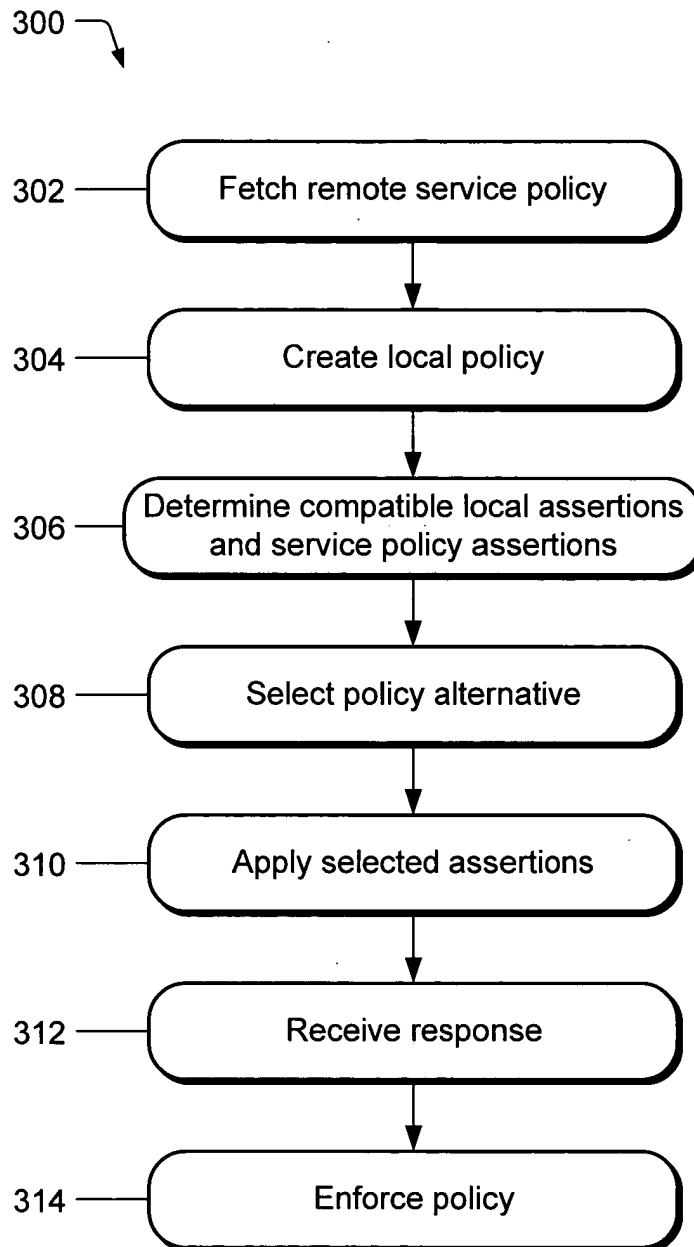 300
302
Fetch remote service policy
304
Create local policy
306
Determine compatible local assertions
and service policy assertions
308
Select policy alternative
310
Apply selected assertions
312
Receive response
314
Enforce policy